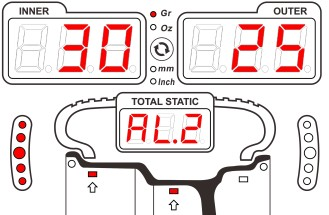 INNER
Gr
OUTER
Oz
30
25
mm
Inch
TOTAL STATIC
AL.2